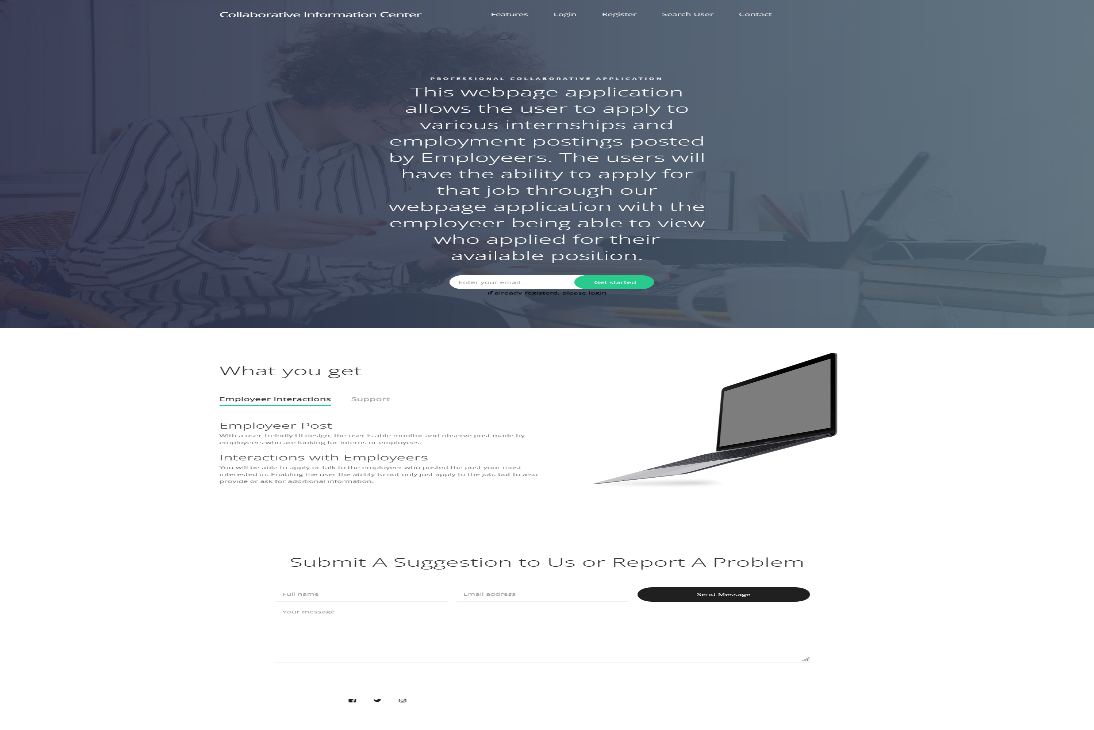 Collaborative Information Center Features Login Register Search User Contact
PROFESSIONAL COLLABORATIVE APPLICATION
This webpage application
allows the user to apply to
various internships and
employment postings posted
by Employeers. The users will
have the ability to apply for
that job through our
webpage application with the
employeer being able to view
who applied for their
available position.
Enter your email Get started
If already registerd, please login
What you get
Employeer Interactions Support
Employeer Post
With a user friendly UI design, the user is able monitor and observe post made by
employeers who are looking for interns or employees.
Interactions with Employeers
You will be able to apply or talk to the employeer who posted the post your most
interested in. Enabling the user the ability to not only just apply to the job, but to also
provide or ask for additional information.
Submit A Suggestion to Us or Report A Problem
Full name Email address Send Message
Your message